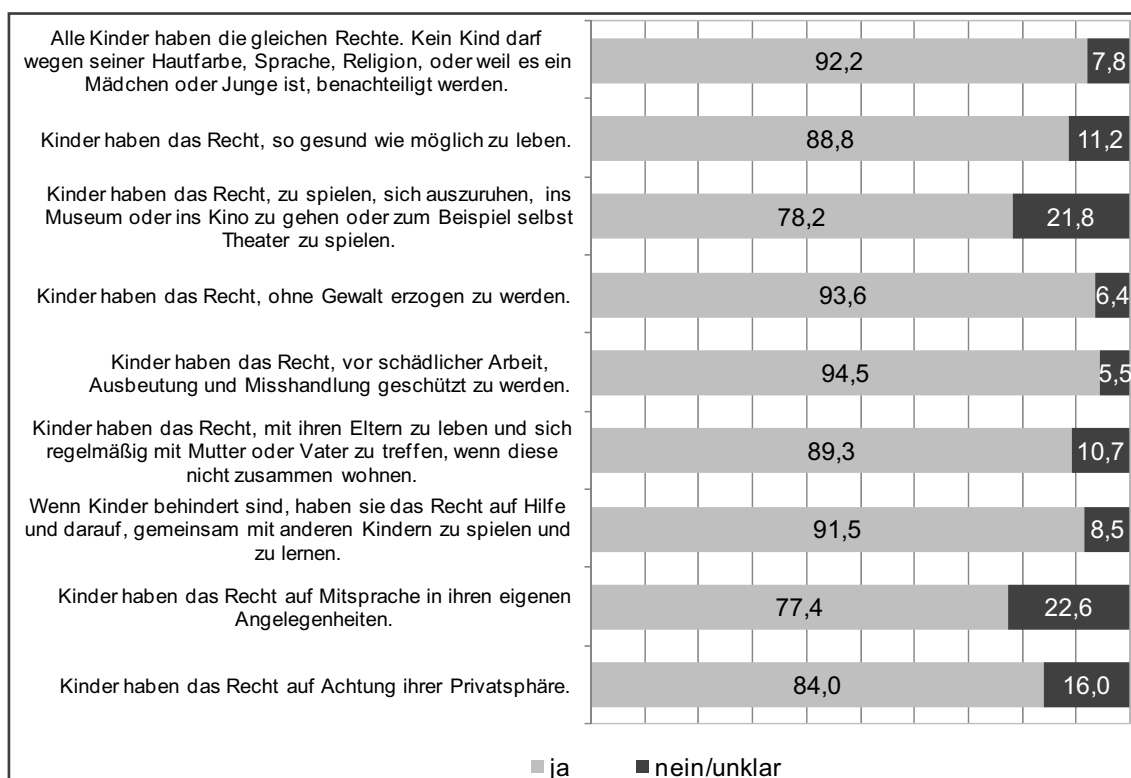 Alle Kinder haben die gleichen Rechte. Kein Kind darf
wegen seiner Hautfarbe, Sprache, Religion, oder weil es ein
Mädchen oder Junge ist, benachteiligt werden.
92,2
7,8
Kinder haben das Recht, so gesund wie möglich zu leben.
88,8
11,2
Kinder haben das Recht, zu spielen, sich auszuruhen, ins
Museum oder ins Kino zu gehen oder zum Beispiel selbst
Theater zu spielen.
78,2
21,8
Kinder haben das Recht, ohne Gewalt erzogen zu werden.
93,6
6,4
Kinder haben das Recht, vor schädlicher Arbeit,
Ausbeutung und Misshandlung geschützt zu werden.
94,5
5,5
Kinder haben das Recht, mit ihren Eltern zu leben und sich
regelmäßig mit Mutter oder Vater zu treffen, wenn diese
nicht zusammen wohnen.
89,3
10,7
Wenn Kinder behindert sind, haben sie das Recht auf Hilfe
und darauf, gemeinsam mit anderen Kindern zu spielen und
zu lernen.
91,5
8,5
Kinder haben das Recht auf Mitsprache in ihren eigenen
Angelegenheiten.
77,4
22,6
Kinder haben das Recht auf Achtung ihrer Privatsphäre.
84,0
16,0
ja
nein/unklar